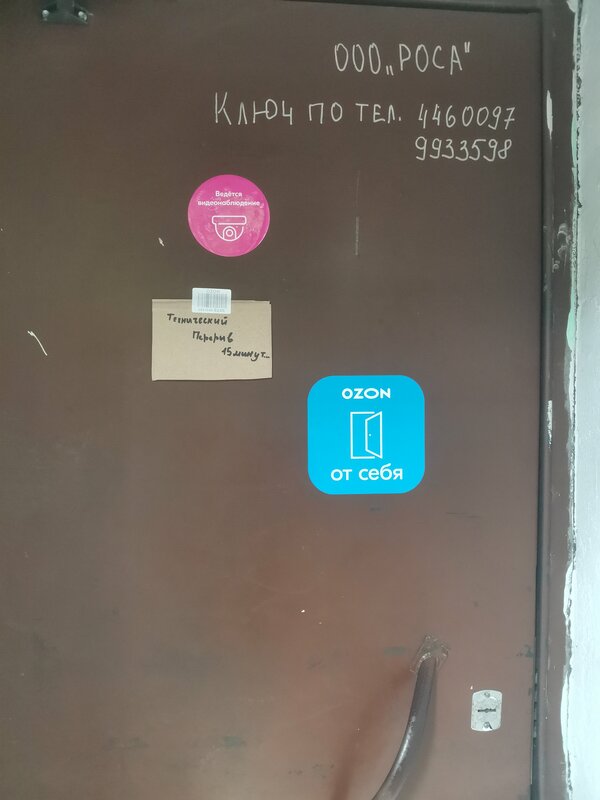 ООО „РОСА"
КЛЮЧ ПО ТЕЛ. 4460097
9933598
Ведётся
видеонаблюдение
Технический
Перерыв
15 минут...
OZON
от себя